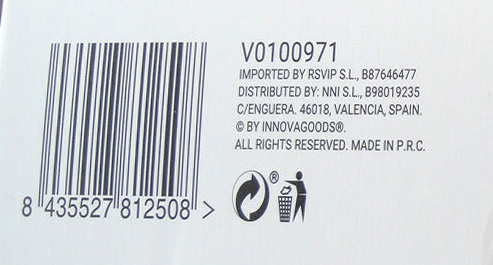 V0100971
IMPORTED BY RSVIP S.L., B87646477
DISTRIBUTED BY: NNI S.L., B98019235
C/ENGUERA. 46018, VALENCIA, SPAIN.
© BY INNOVAGOODS®.
ALL RIGHTS RESERVED. MADE IN P.R.C.
®
8 435527 812508 >